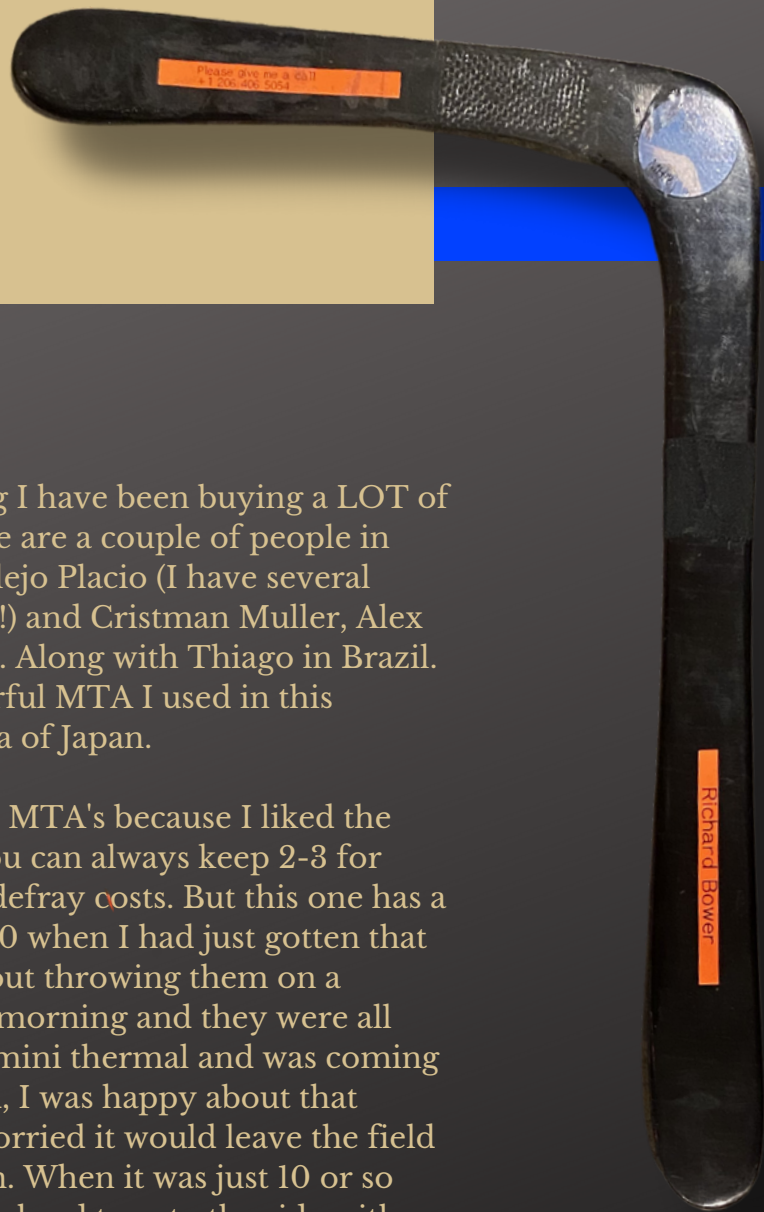 Please give me a call
+1 206 406 5054
Richard Bower
g I have been buying a LOT of
e are a couple of people in
lejo Placio (I have several
!) and Cristman Muller, Alex
. Along with Thiago in Brazil.
rful MTA I used in this
a of Japan.
MTA's because I liked the
ou can always keep 2-3 for
defray costs. But this one has a
0 when I had just gotten that
out throwing them on a
morning and they were all
mini thermal and was coming
, I was happy about that
orried it would leave the field
n. When it was just 10 or so